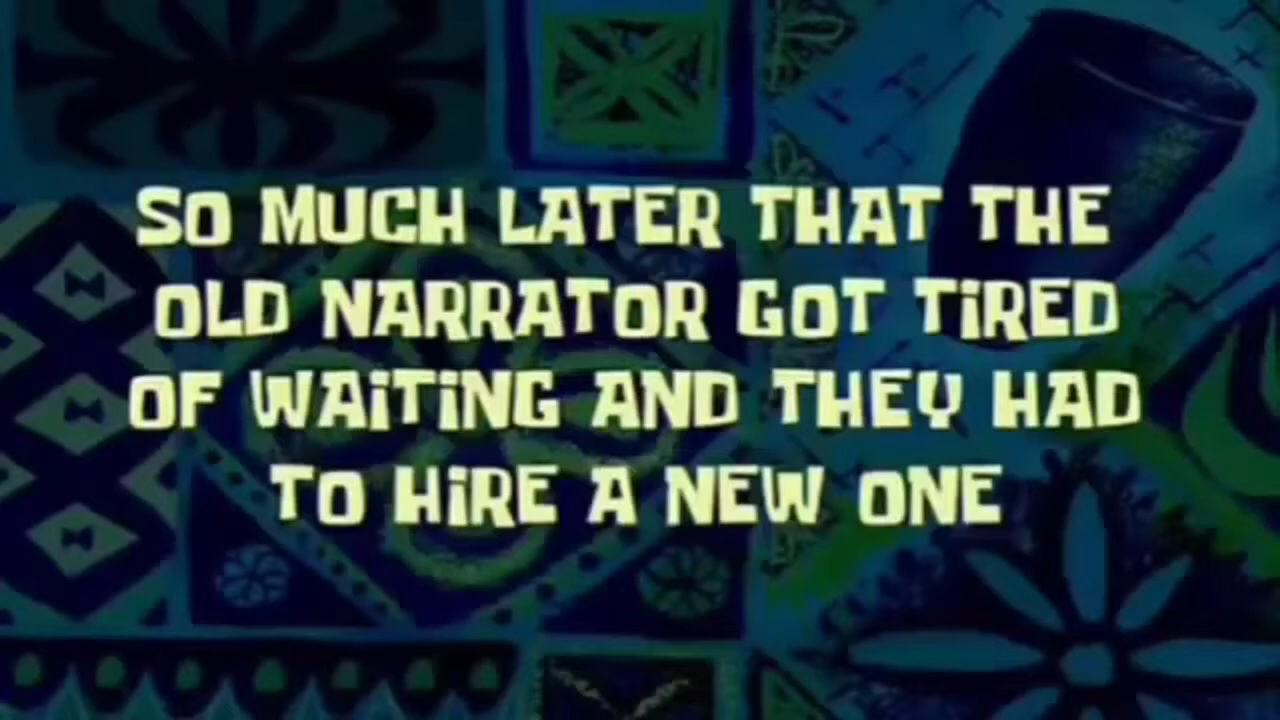 SO MUCH LATER THAT THE
OLD NARRATOR GOT TIRED
OF WAITING AND THEY HAD
TO HIRE A NEW ONE